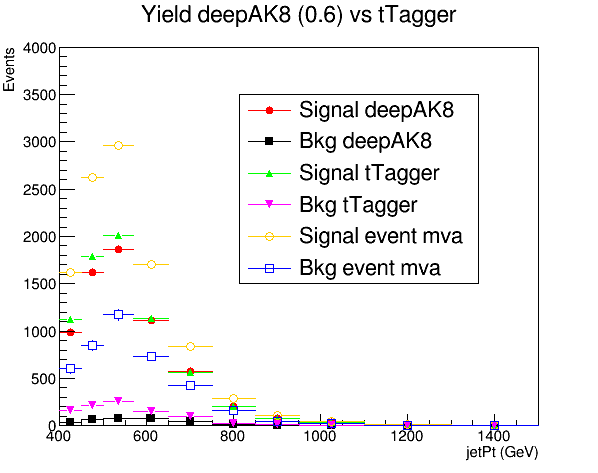 Yield deepAK8 (0.6) vs tTagger
Events
4000
3500
3000
2500
2000
1500
1000
500
0
Signal deepAK8
Bkg deepAK8
Signal tTagger
Bkg tTagger
Signal event mva
Bkg event mva
400 600 800 1000 1200 1400
jetPt (GeV)